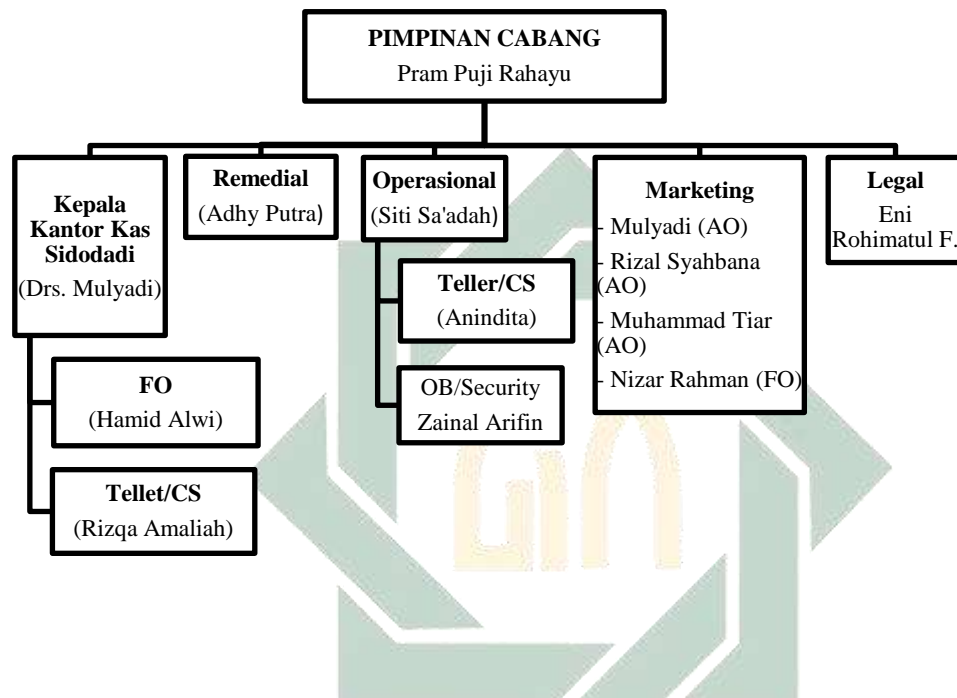 PIMPINAN CABANG
Pram Puji Rahayu
Kepala
Kantor Kas
Sidodadi
(Drs. Mulyadi)
Remedial
(Adhy Putra)
Operasional
(Siti Sa'adah)
Marketing
- Mulyadi (AO)
- Rizal Syahbana
(AO)
- Muhammad Tiar
(AO)
- Nizar Rahman (FO)
Legal
Eni
Rohimatul F.
Teller/CS
(Anindita)
OB/Security
Zainal Arifin
FO
(Hamid Alwi)
Tellet/CS
(Rizqa Amaliah)